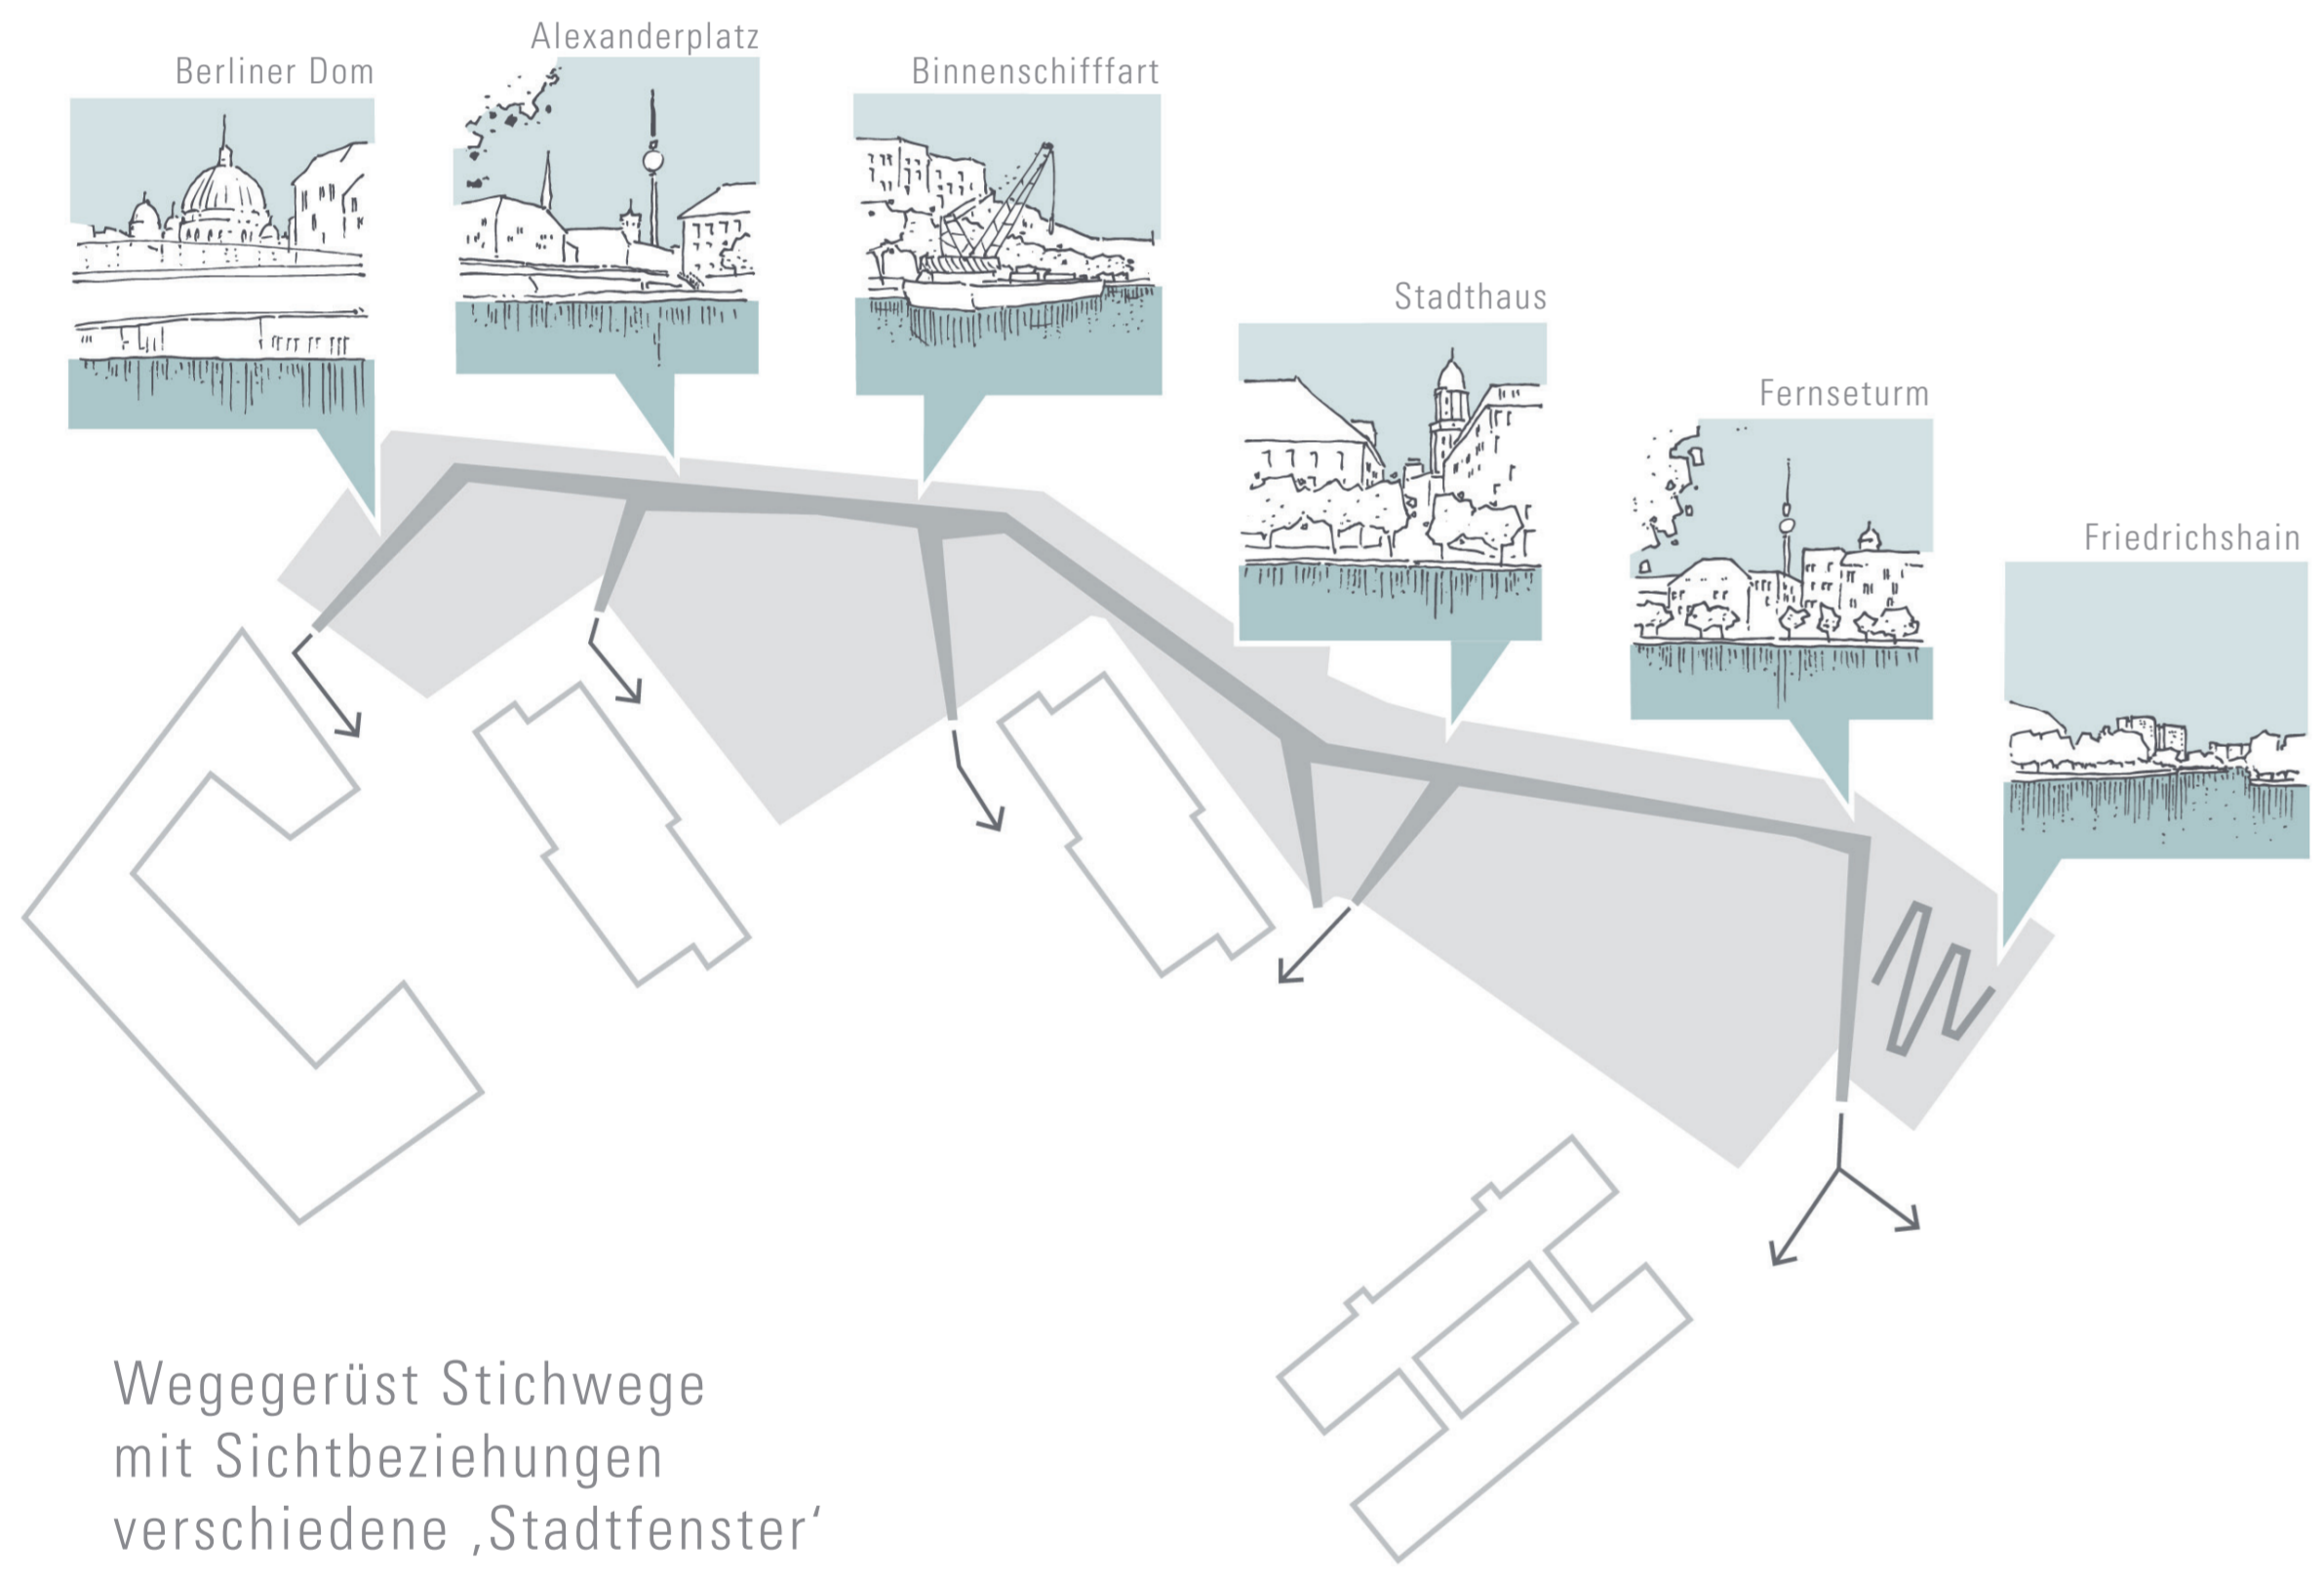 Alexanderplatz
Berliner Dom
Binnenschifffart
Stadthaus
Fernseturm
Friedrichshain
Wegegerüst Stichwege
mit Sichtbeziehungen
verschiedene ‚Stadtfenster‘